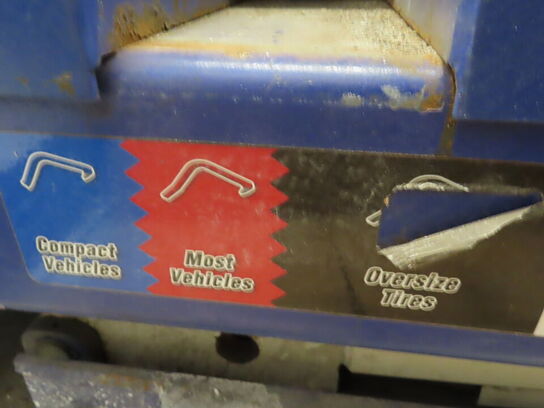 Compact
Vehicles
Most
Vehicles
Oversize
Tires